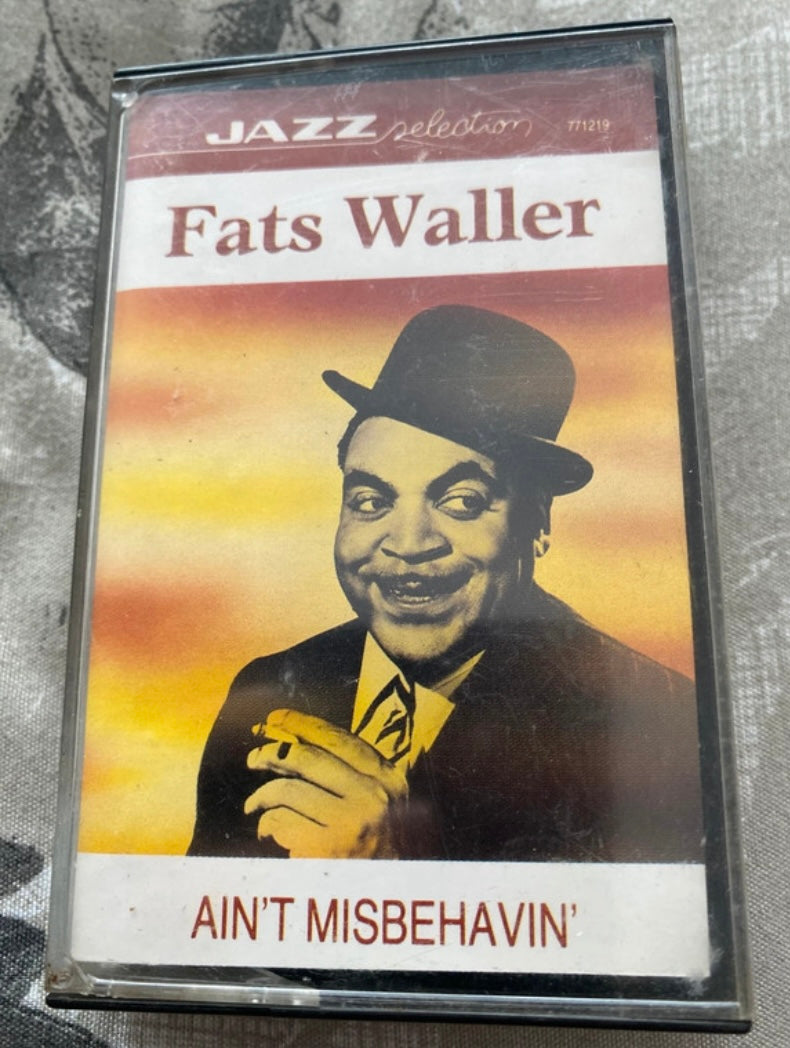 JAZZ selection 771219
Fats Waller
AIN'T MISBEHAVIN'